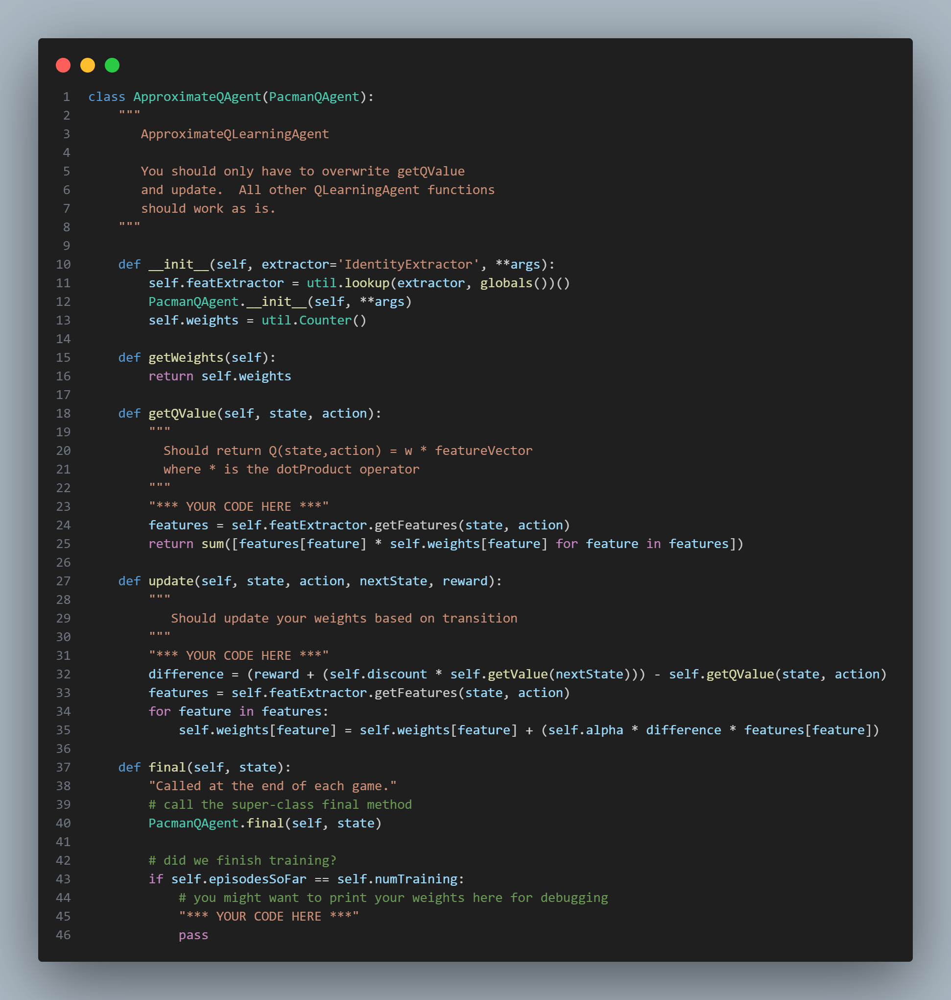 1 class ApproximateQAgent(PacmanQAgent):
2     """
3        ApproximateQLearningAgent
4
5        You should only have to overwrite getQValue
6        and update.  All other QLearningAgent functions
7        should work as is.
8     """
9
10     def __init__(self, extractor='IdentityExtractor', **args):
11         self.featExtractor = util.lookup(extractor, globals())()
12         PacmanQAgent.__init__(self, **args)
13         self.weights = util.Counter()
14
15     def getWeights(self):
16         return self.weights
17
18     def getQValue(self, state, action):
19         """
20           Should return Q(state,action) = w * featureVector
21           where * is the dotProduct operator
22         """
23         "*** YOUR CODE HERE ***"
24         features = self.featExtractor.getFeatures(state, action)
25         return sum([features[feature] * self.weights[feature] for feature in features])
26
27     def update(self, state, action, nextState, reward):
28         """
29            Should update your weights based on transition
30         """
31         "*** YOUR CODE HERE ***"
32         difference = (reward + (self.discount * self.getValue(nextState))) - self.getQValue(state, action)
33         features = self.featExtractor.getFeatures(state, action)
34         for feature in features:
35             self.weights[feature] = self.weights[feature] + (self.alpha * difference * features[feature])
36
37     def final(self, state):
38         "Called at the end of each game."
39         # call the super-class final method
40         PacmanQAgent.final(self, state)
41
42         # did we finish training?
43         if self.episodesSoFar == self.numTraining:
44             # you might want to print your weights here for debugging
45             "*** YOUR CODE HERE ***"
46             pass